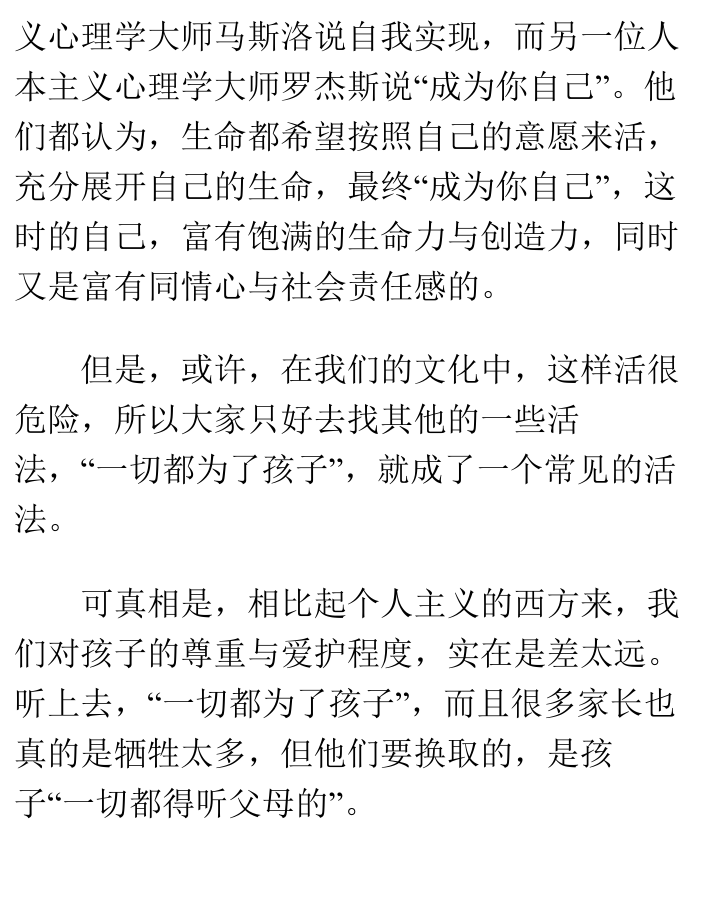 义心理学大师马斯洛说自我实现，而另一位人
本主义心理学大师罗杰斯说“成为你自己”。他
们都认为，生命都希望按照自己的意愿来活，
充分展开自己的生命，最终“成为你自己”，这
时的自己，富有饱满的生命力与创造力，同时
又是富有同情心与社会责任感的。
但是，或许，在我们的文化中，这样活很
危险，所以大家只好去找其他的一些活
法，“一切都为了孩子”，就成了一个常见的活
法。
可真相是，相比起个人主义的西方来，我
们对孩子的尊重与爱护程度，实在是差太远。
听上去，“一切都为了孩子”，而且很多家长也
真的是牺牲太多，但他们要换取的，是孩
子“一切都得听父母的”。